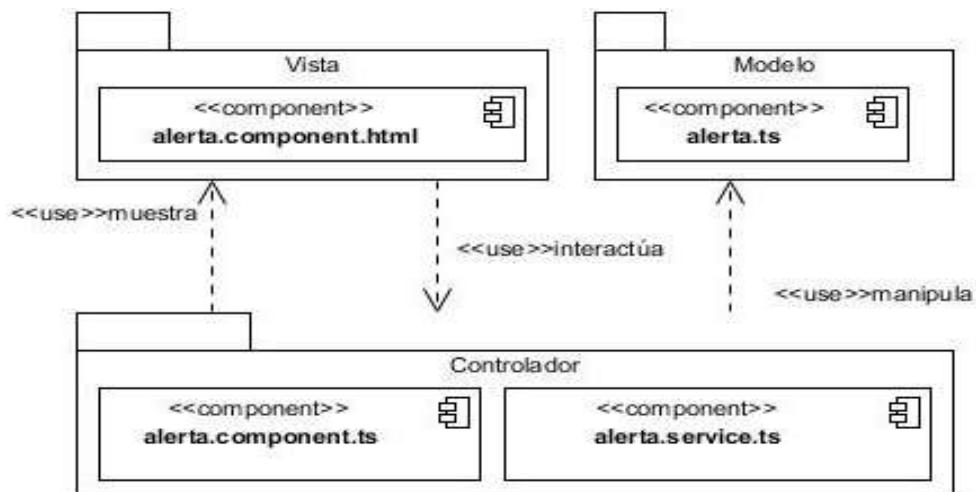 Vista
<<component>>
alerta.component.html
Modelo
<<component>>
alerta.ts
<<use>>muestra
<<use>>interactúa
<<use>>manipula
Controlador
<<component>>
alerta.component.ts
<<component>>
alerta.service.ts